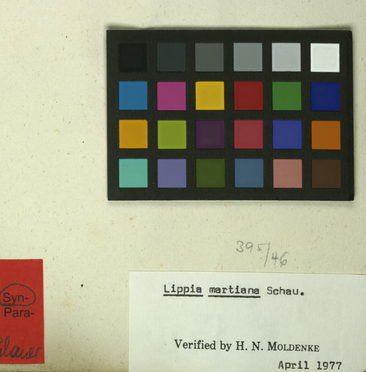 395/46
Lippia martiana Schau.
Syn-
Para-
Verified by H. N. MOLDENKE
April 1977